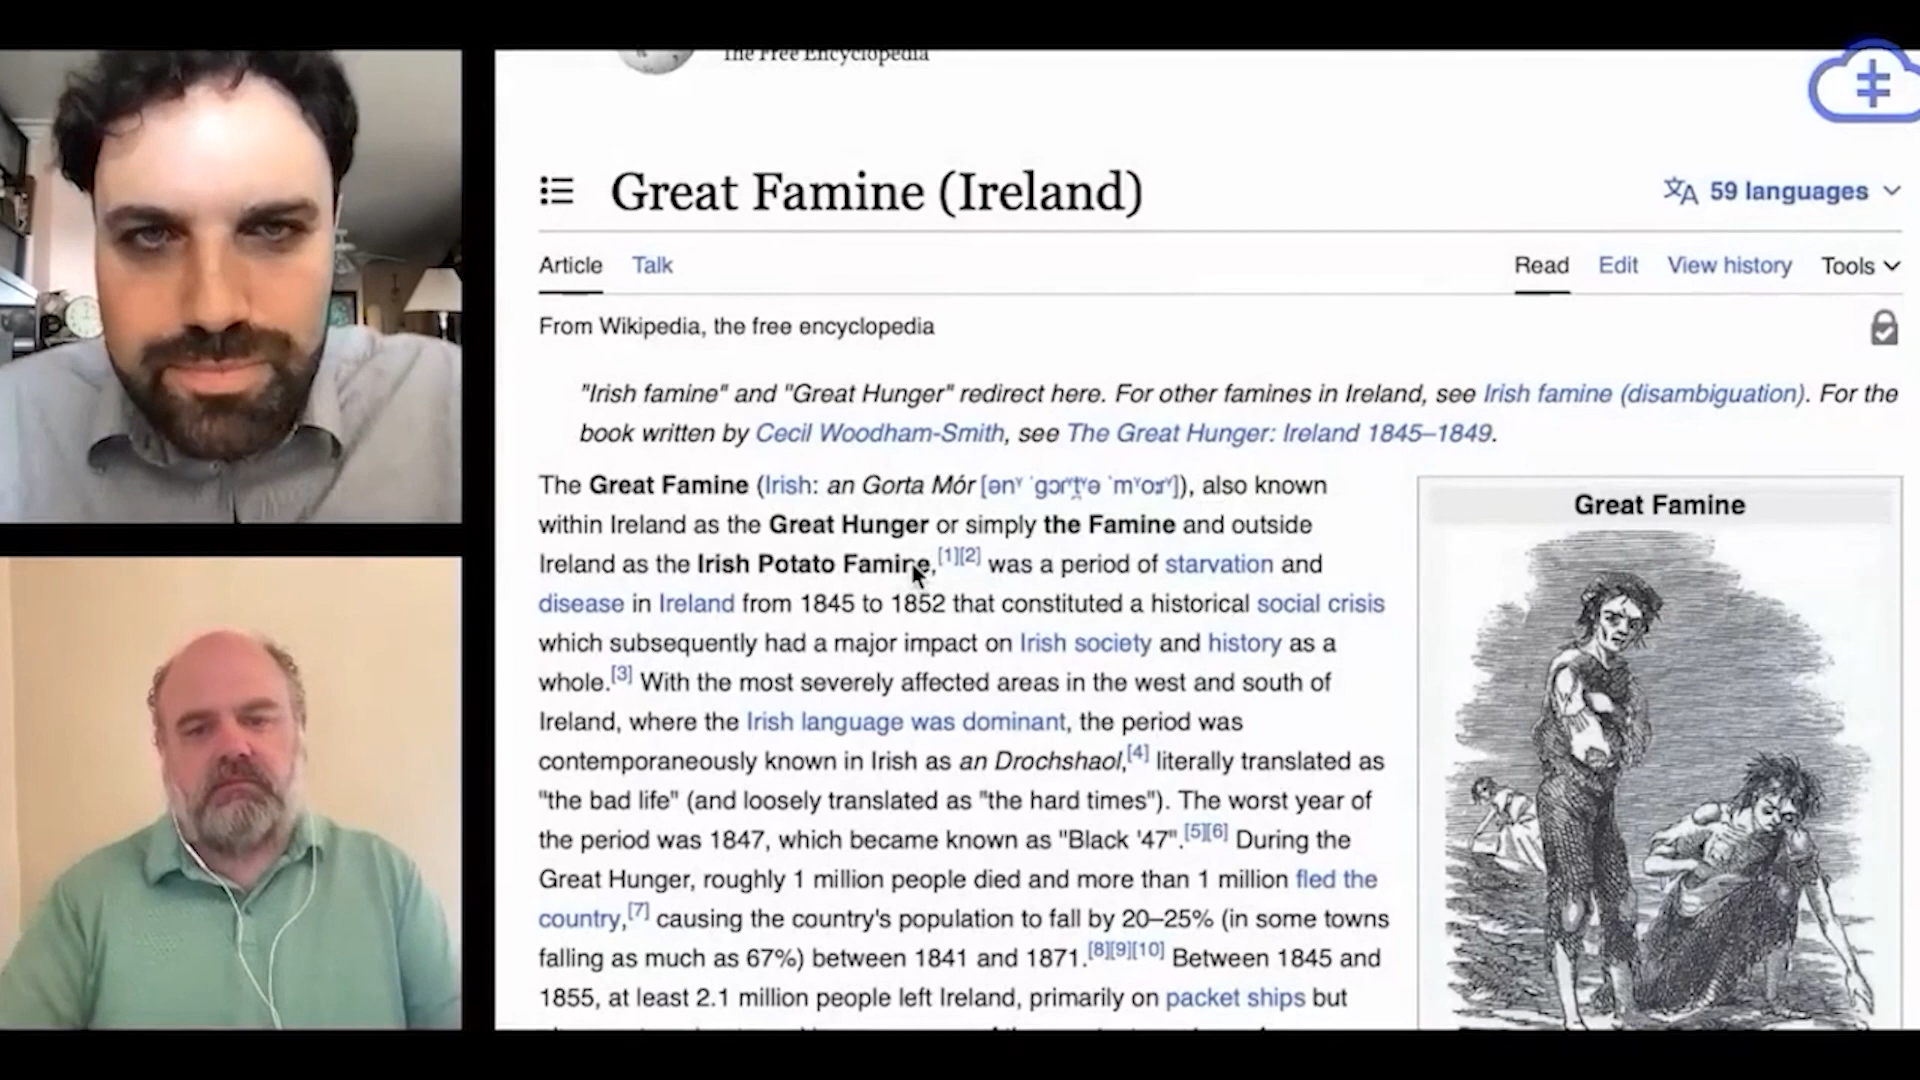 The Free Encyclopedia
Great Famine (Ireland)
59 languages
Article Talk
Read Edit View history Tools
From Wikipedia, the free encyclopedia
"Irish famine" and "Great Hunger" redirect here. For other famines in Ireland, see Irish famine (disambiguation). For the
book written by Cecil Woodham-Smith, see The Great Hunger: Ireland 1845–1849.
The Great Famine (Irish: an Gorta Mór [ənˠ ˈɡɔɾˠt̪ˠə ˈmˠoːɾˠ]), also known
within Ireland as the Great Hunger or simply the Famine and outside
Ireland as the Irish Potato Famine,[1][2] was a period of starvation and
disease in Ireland from 1845 to 1852 that constituted a historical social crisis
which subsequently had a major impact on Irish society and history as a
whole.[3] With the most severely affected areas in the west and south of
Ireland, where the Irish language was dominant, the period was
contemporaneously known in Irish as an Drochshaol,[4] literally translated as
"the bad life" (and loosely translated as "the hard times"). The worst year of
the period was 1847, which became known as "Black '47".[5][6] During the
Great Hunger, roughly 1 million people died and more than 1 million fled the
country,[7] causing the country's population to fall by 20–25% (in some towns
falling as much as 67%) between 1841 and 1871.[8][9][10] Between 1845 and
1855, at least 2.1 million people left Ireland, primarily on packet ships but
Great Famine